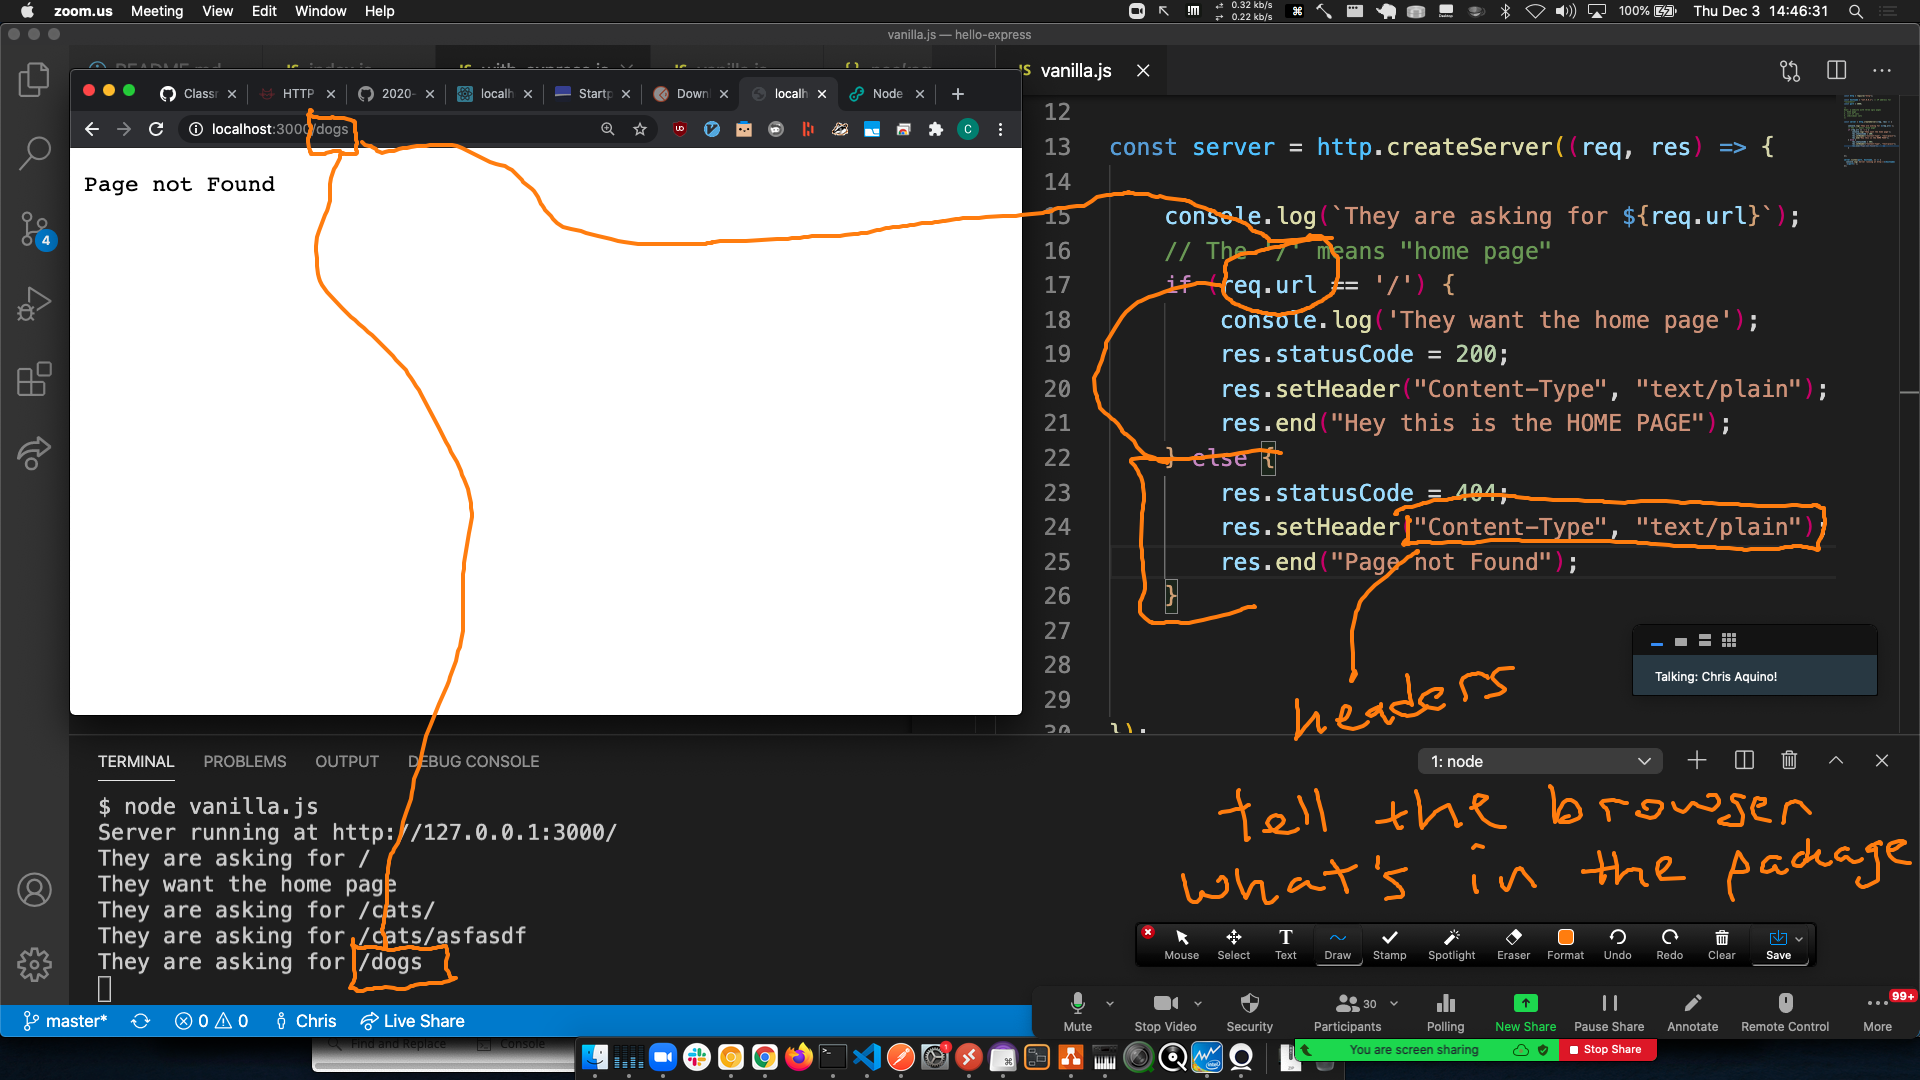 zoom.us Meeting View Edit Window Help 0.32 kb/s 0.22 kb/s 100% Thu Dec 3 14:46:31
vanilla.js — hello-express
Classr HTTP 2020- localh Startp Downl localh Node
localhost:3000/dogs
Page not Found
JS vanilla.js
12
13 const server = http.createServer((req, res) => {
14
15 console.log(`They are asking for ${req.url}`);
16 // The '/' means "home page"
17 if (req.url == '/') {
18 console.log('They want the home page');
19 res.statusCode = 200;
20 res.setHeader("Content-Type", "text/plain");
21 res.end("Hey this is the HOME PAGE");
22 } else {
23 res.statusCode = 404;
24 res.setHeader("Content-Type", "text/plain");
25 res.end("Page not Found");
26 }
27
28
29
30 });
4
Talking: Chris Aquino!
headers
TERMINAL PROBLEMS OUTPUT DEBUG CONSOLE 1: node
$ node vanilla.js
Server running at http://127.0.0.1:3000/
They are asking for /
They want the home page
They are asking for /cats/
They are asking for /cats/asfasdf
They are asking for /dogs
tell the browser
what's in the package
Mouse Select Text Draw Stamp Spotlight Eraser Format Undo Redo Clear Save
master* 0 0 Chris Live Share
30 99+
Mute Stop Video Security Participants Polling New Share Pause Share Annotate Remote Control More
Find and Replace Console
You are screen sharing Stop Share